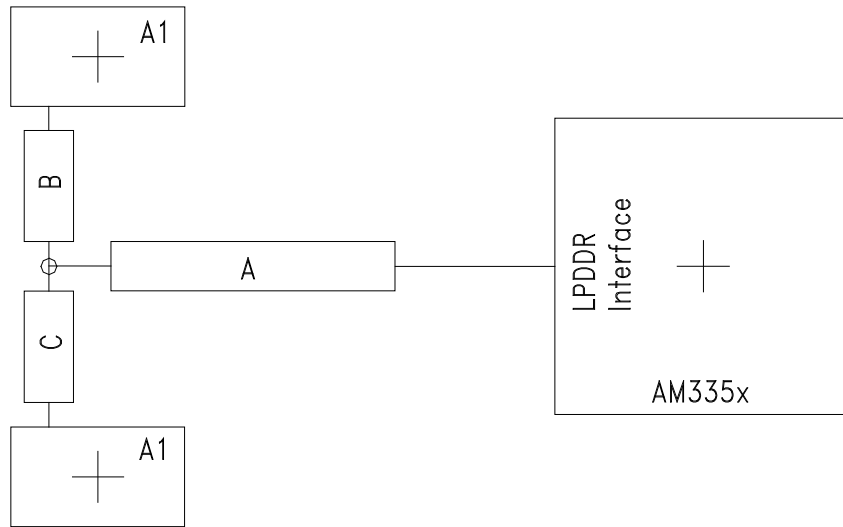 A1
B
A
LPDDR
Interface
C
AM335x
A1